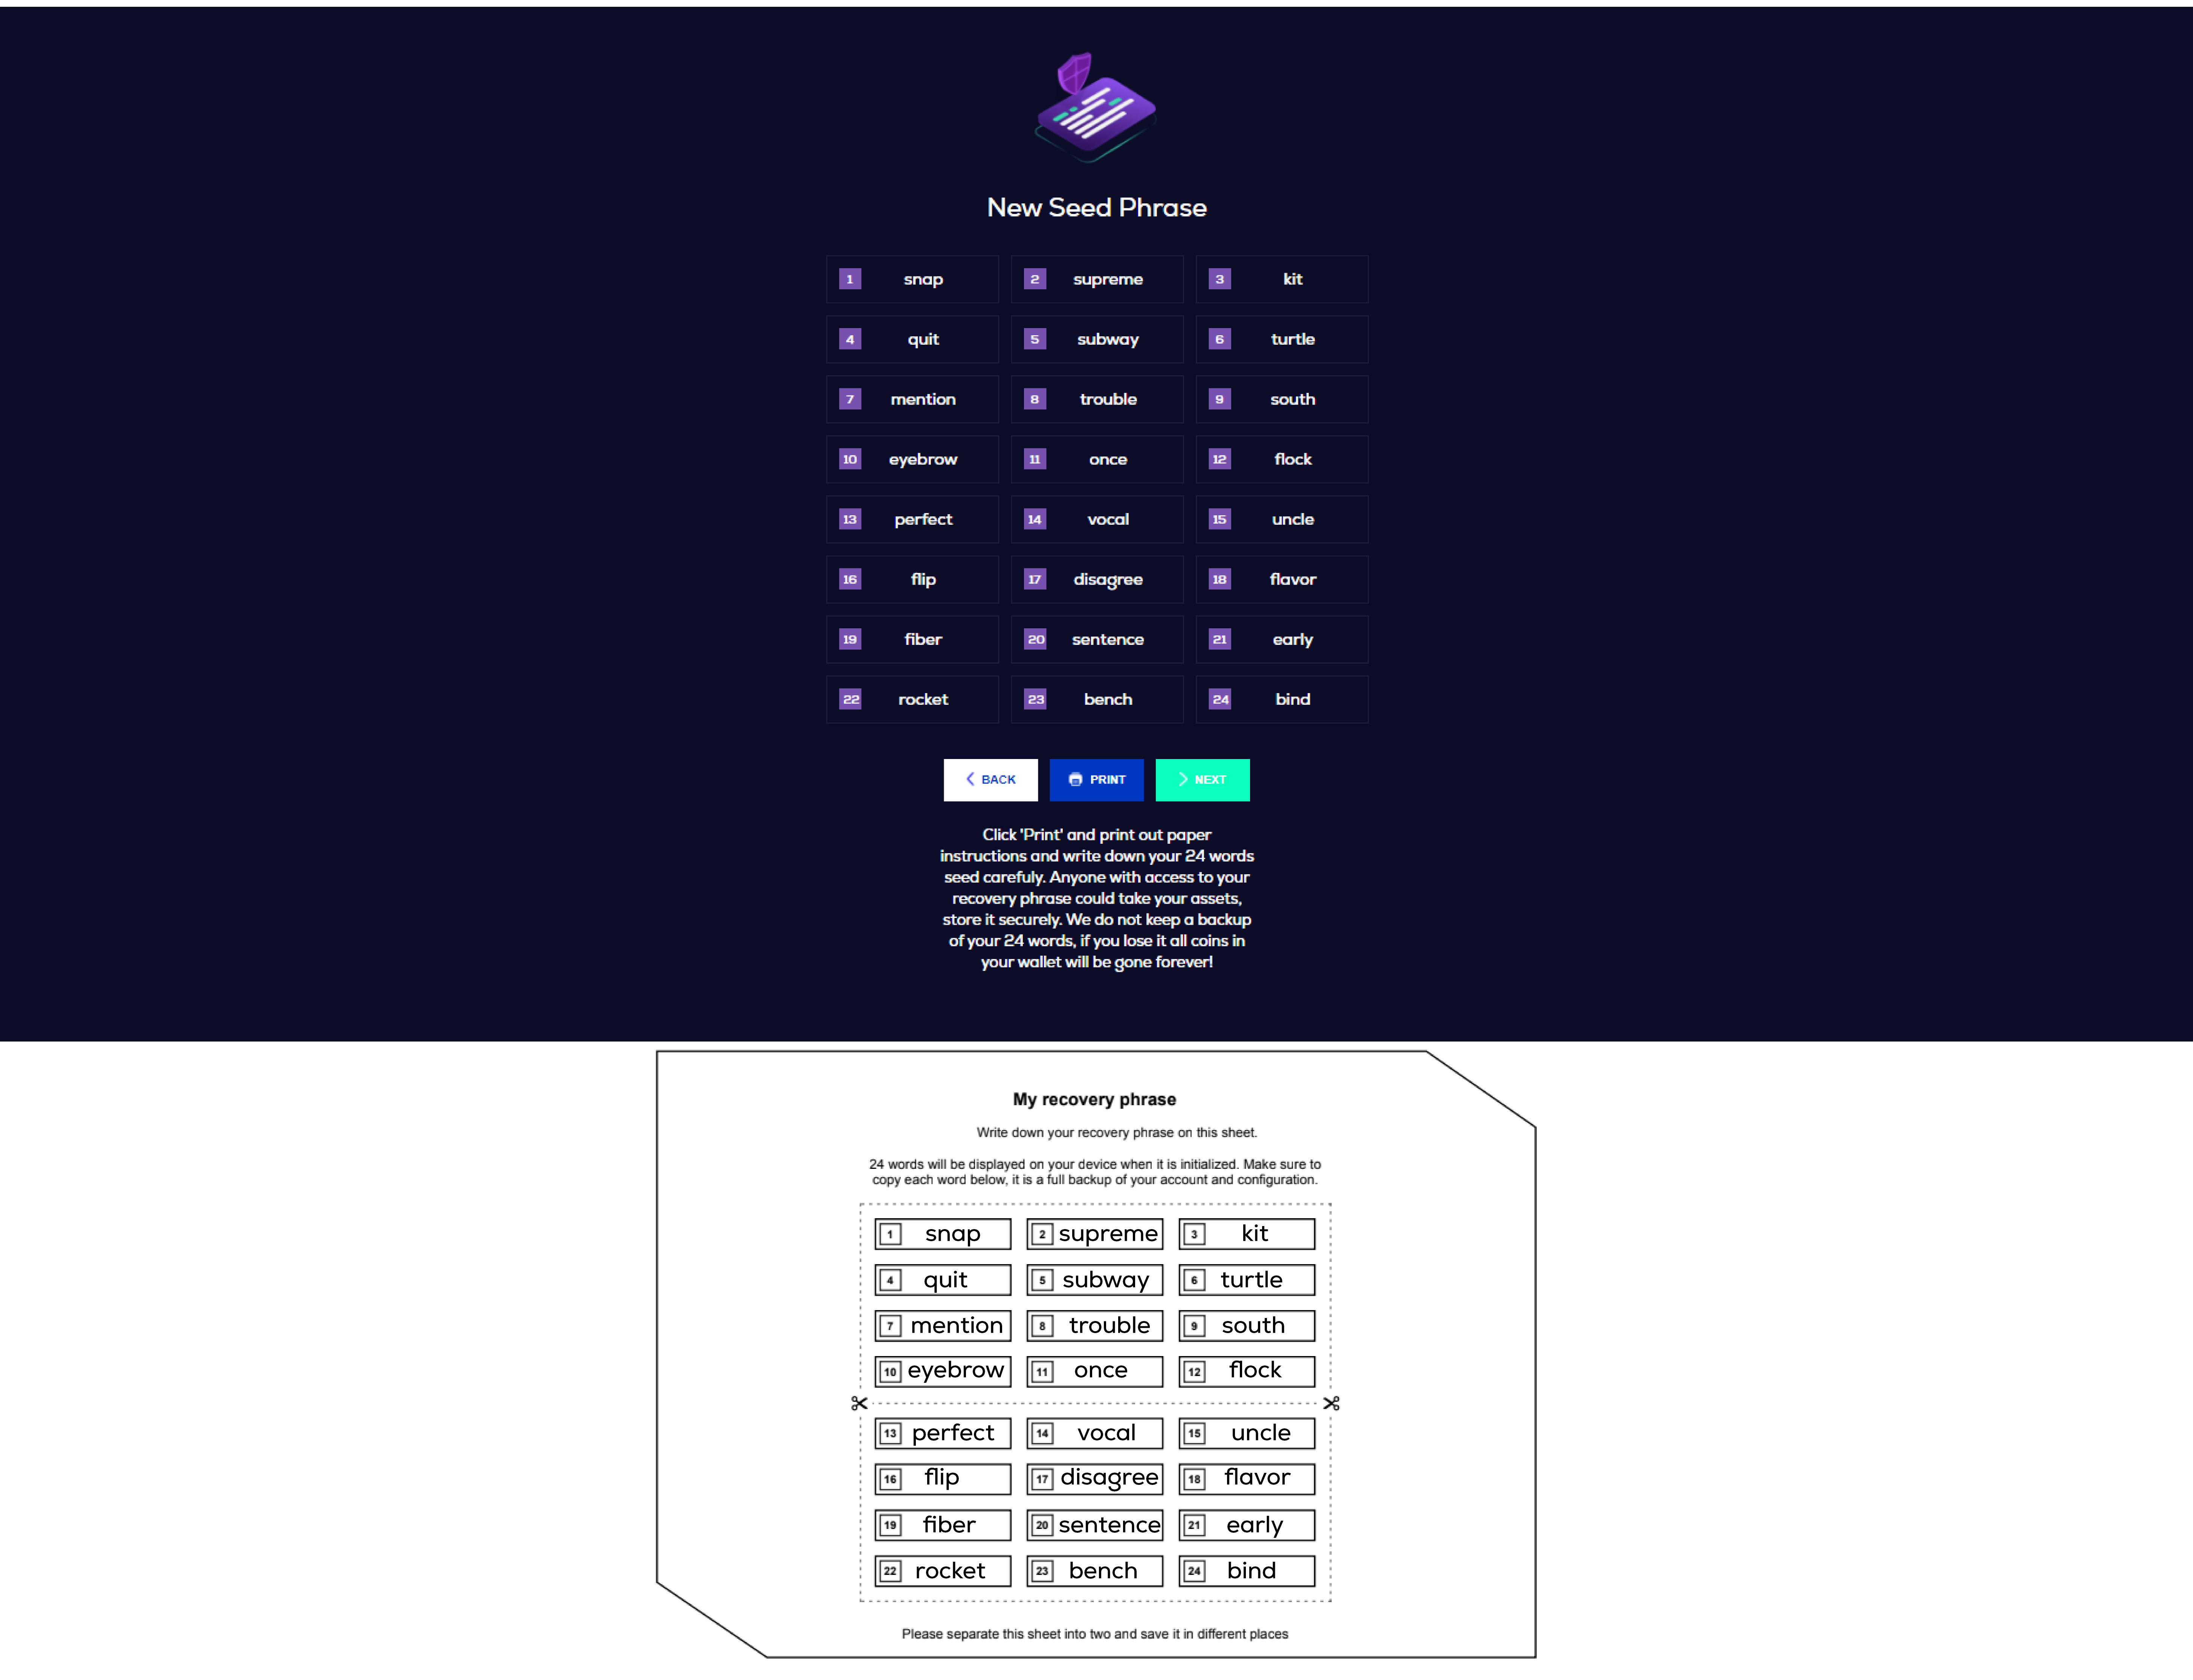 New Seed Phrase
1 snap 2 supreme 3 kit
4 quit 5 subway 6 turtle
7 mention 8 trouble 9 south
10 eyebrow 11 once 12 flock
13 perfect 14 vocal 15 uncle
16 flip 17 disagree 18 flavor
19 fiber 20 sentence 21 early
22 rocket 23 bench 24 bind
BACK PRINT NEXT
Click 'Print' and print out paper
instructions and write down your 24 words
seed carefuly. Anyone with access to your
recovery phrase could take your assets,
store it securely. We do not keep a backup
of your 24 words, if you lose it all coins in
your wallet will be gone forever!
My recovery phrase
Write down your recovery phrase on this sheet.
24 words will be displayed on your device when it is initialized. Make sure to
copy each word below, it is a full backup of your account and configuration.
1 snap 2 supreme 3 kit
4 quit 5 subway 6 turtle
7 mention 8 trouble 9 south
10 eyebrow 11 once 12 flock
13 perfect 14 vocal 15 uncle
16 flip 17 disagree 18 flavor
19 fiber 20 sentence 21 early
22 rocket 23 bench 24 bind
Please separate this sheet into two and save it in different places